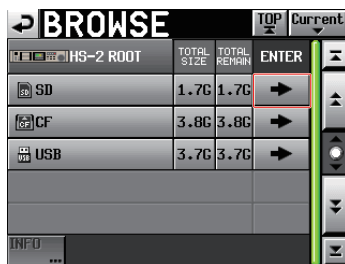 BROWSE TOP Current
HS-2 ROOT TOTAL SIZE TOTAL REMAIN ENTER
SD 1.7G 1.7G
CF 3.8G 3.8G
USB 3.7G 3.7G
INFO ...